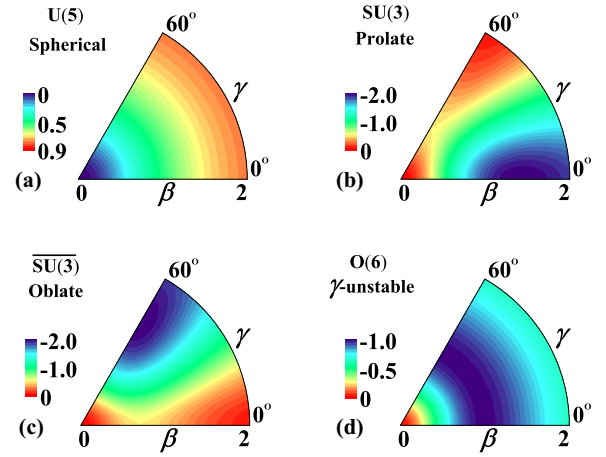 U(5)
Spherical
60°
0
0.5
0.9
γ
0°
(a)
0
β
2
SU(3)
Prolate
60°
-2.0
-1.0
0
γ
0°
(b)
0
β
2
S̅U̅(̅3̅)̅
Oblate
60°
-2.0
-1.0
0
γ
0°
(c)
0
β
2
O(6)
γ-unstable
60°
-1.0
-0.5
0
γ
0°
(d)
0
β
2